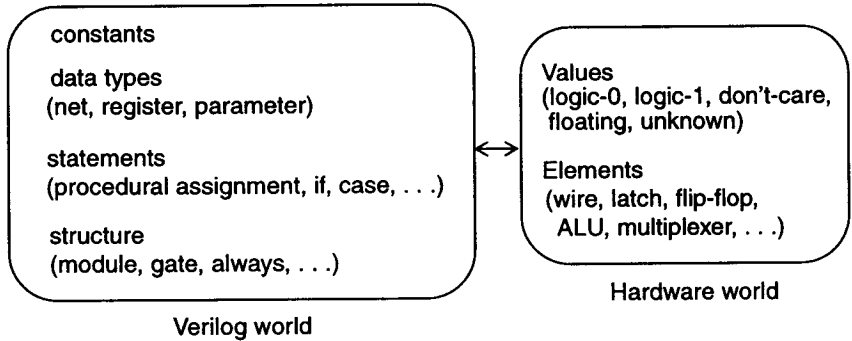 constants
data types
(net, register, parameter)
statements
(procedural assignment, if, case, . . .)
structure
(module, gate, always, . . .)
Verilog world
Values
(logic-0, logic-1, don't-care,
floating, unknown)
Elements
(wire, latch, flip-flop,
ALU, multiplexer, . . .)
Hardware world